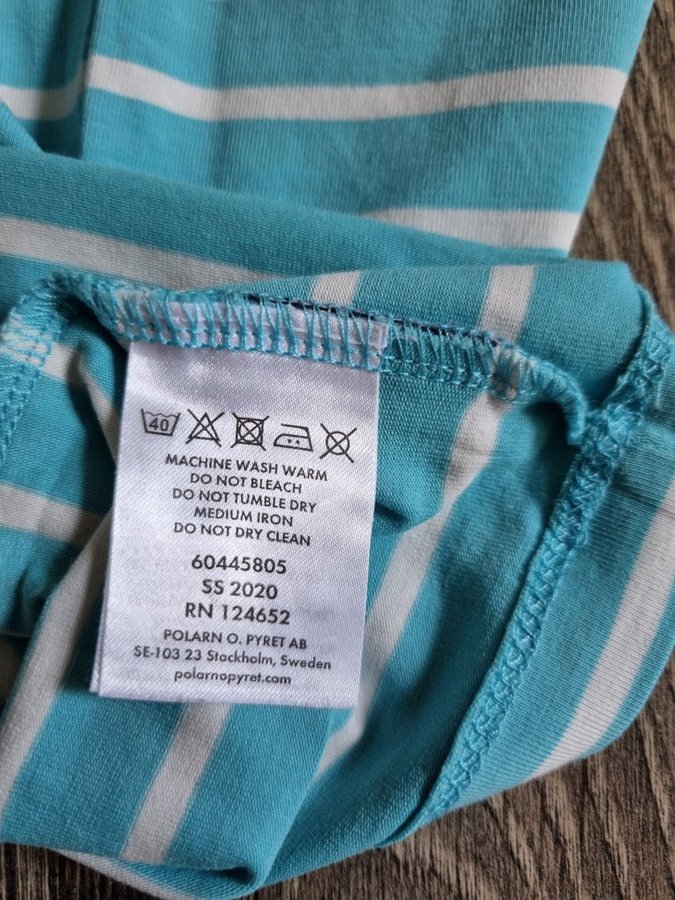 40
MACHINE WASH WARM
DO NOT BLEACH
DO NOT TUMBLE DRY
MEDIUM IRON
DO NOT DRY CLEAN
60445805
SS 2020
RN 124652
POLARN O. PYRET AB
SE-103 23 Stockholm, Sweden
polarnopyret.com